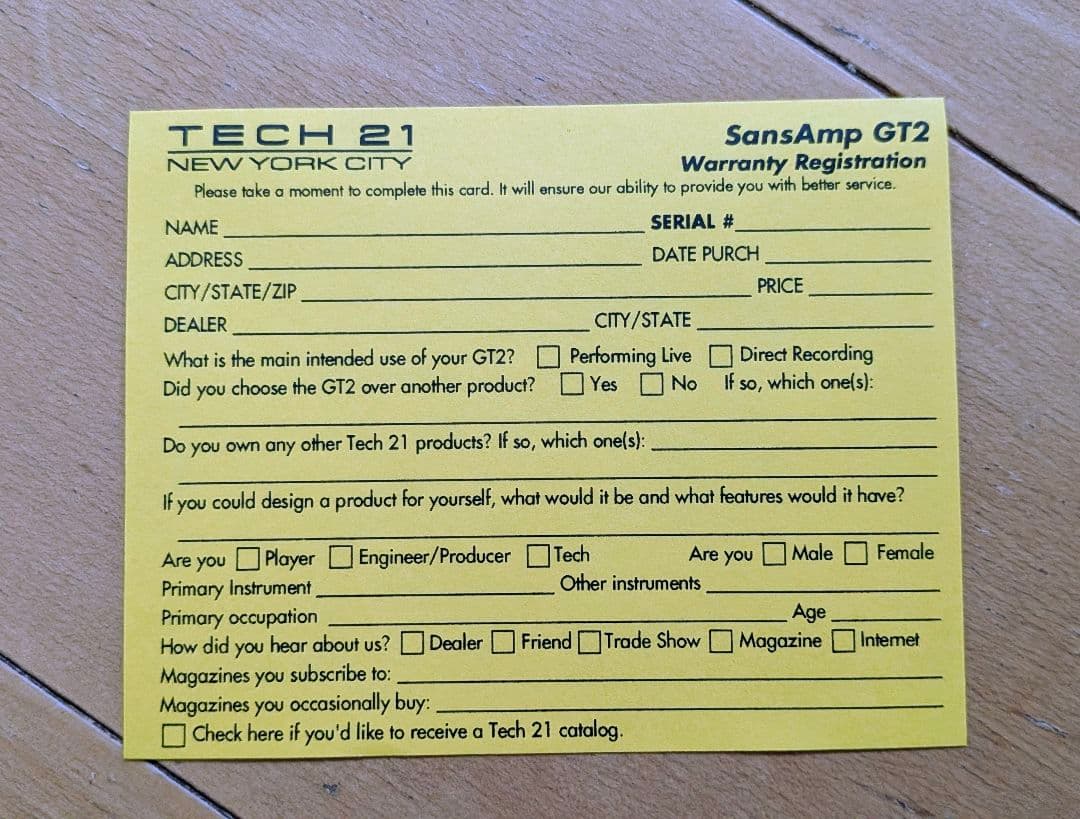 TECH 21
NEW YORK CITY
SansAmp GT2
Warranty Registration
Please take a moment to complete this card. It will ensure our ability to provide you with better service.
NAME SERIAL #
ADDRESS DATE PURCH
CITY/STATE/ZIP PRICE
DEALER CITY/STATE
What is the main intended use of your GT2? Performing Live Direct Recording
Did you choose the GT2 over another product? Yes No If so, which one(s):
Do you own any other Tech 21 products? If so, which one(s):
If you could design a product for yourself, what would it be and what features would it have?
Are you Player Engineer/Producer Tech Are you Male Female
Primary Instrument Other instruments
Primary occupation Age
How did you hear about us? Dealer Friend Trade Show Magazine Internet
Magazines you subscribe to:
Magazines you occasionally buy:
Check here if you'd like to receive a Tech 21 catalog.